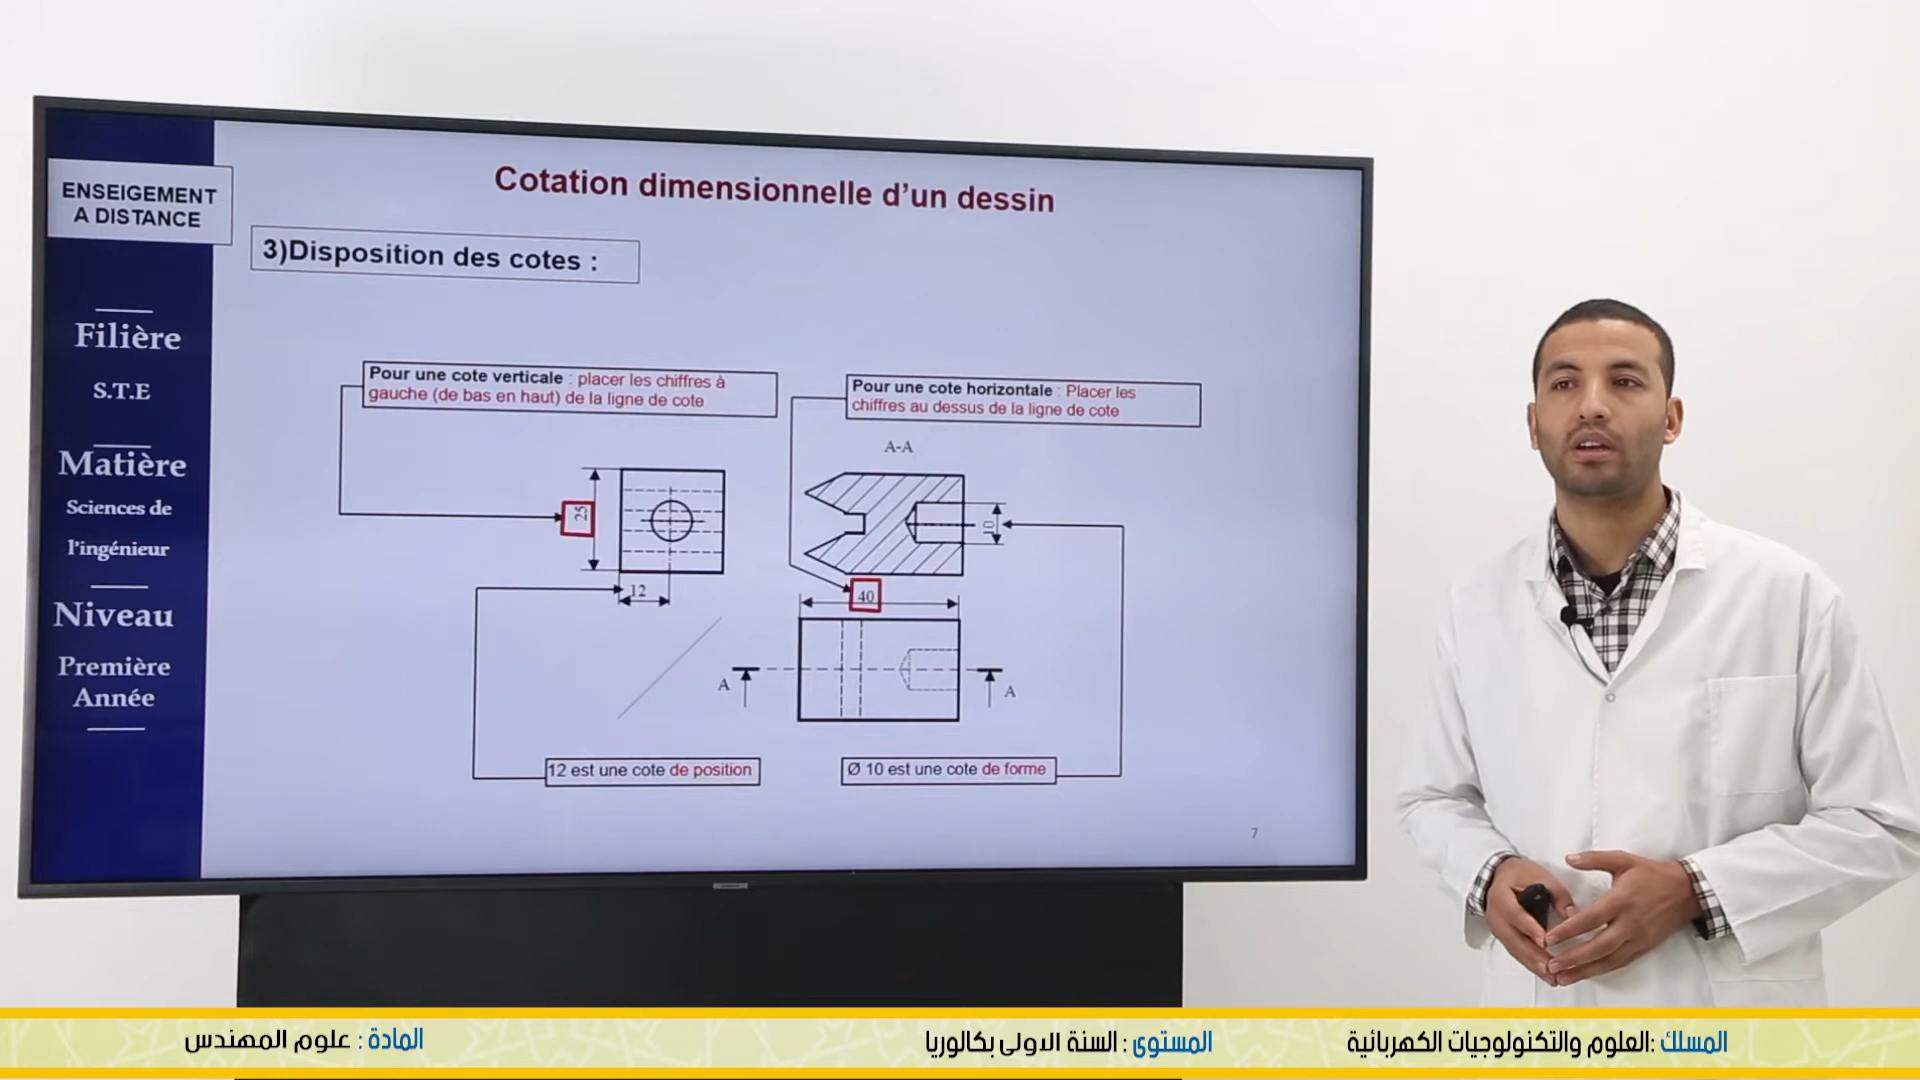 ENSEIGEMENT
A DISTANCE
Filière
S.T.E
Matière
Sciences de
l'ingénieur
Niveau
Première
Année
Cotation dimensionnelle d'un dessin
3)Disposition des cotes :
Pour une cote verticale : placer les chiffres à
gauche (de bas en haut) de la ligne de cote
Pour une cote horizontale : Placer les
chiffres au dessus de la ligne de cote
A-A
25
10
12
40
A
A
12 est une cote de position
Ø 10 est une cote de forme
7
المسلك :العلوم والتكنولوجيات الكهربائية
المستوى : السنة الاولى بكالوريا
المادة : علوم المهندس